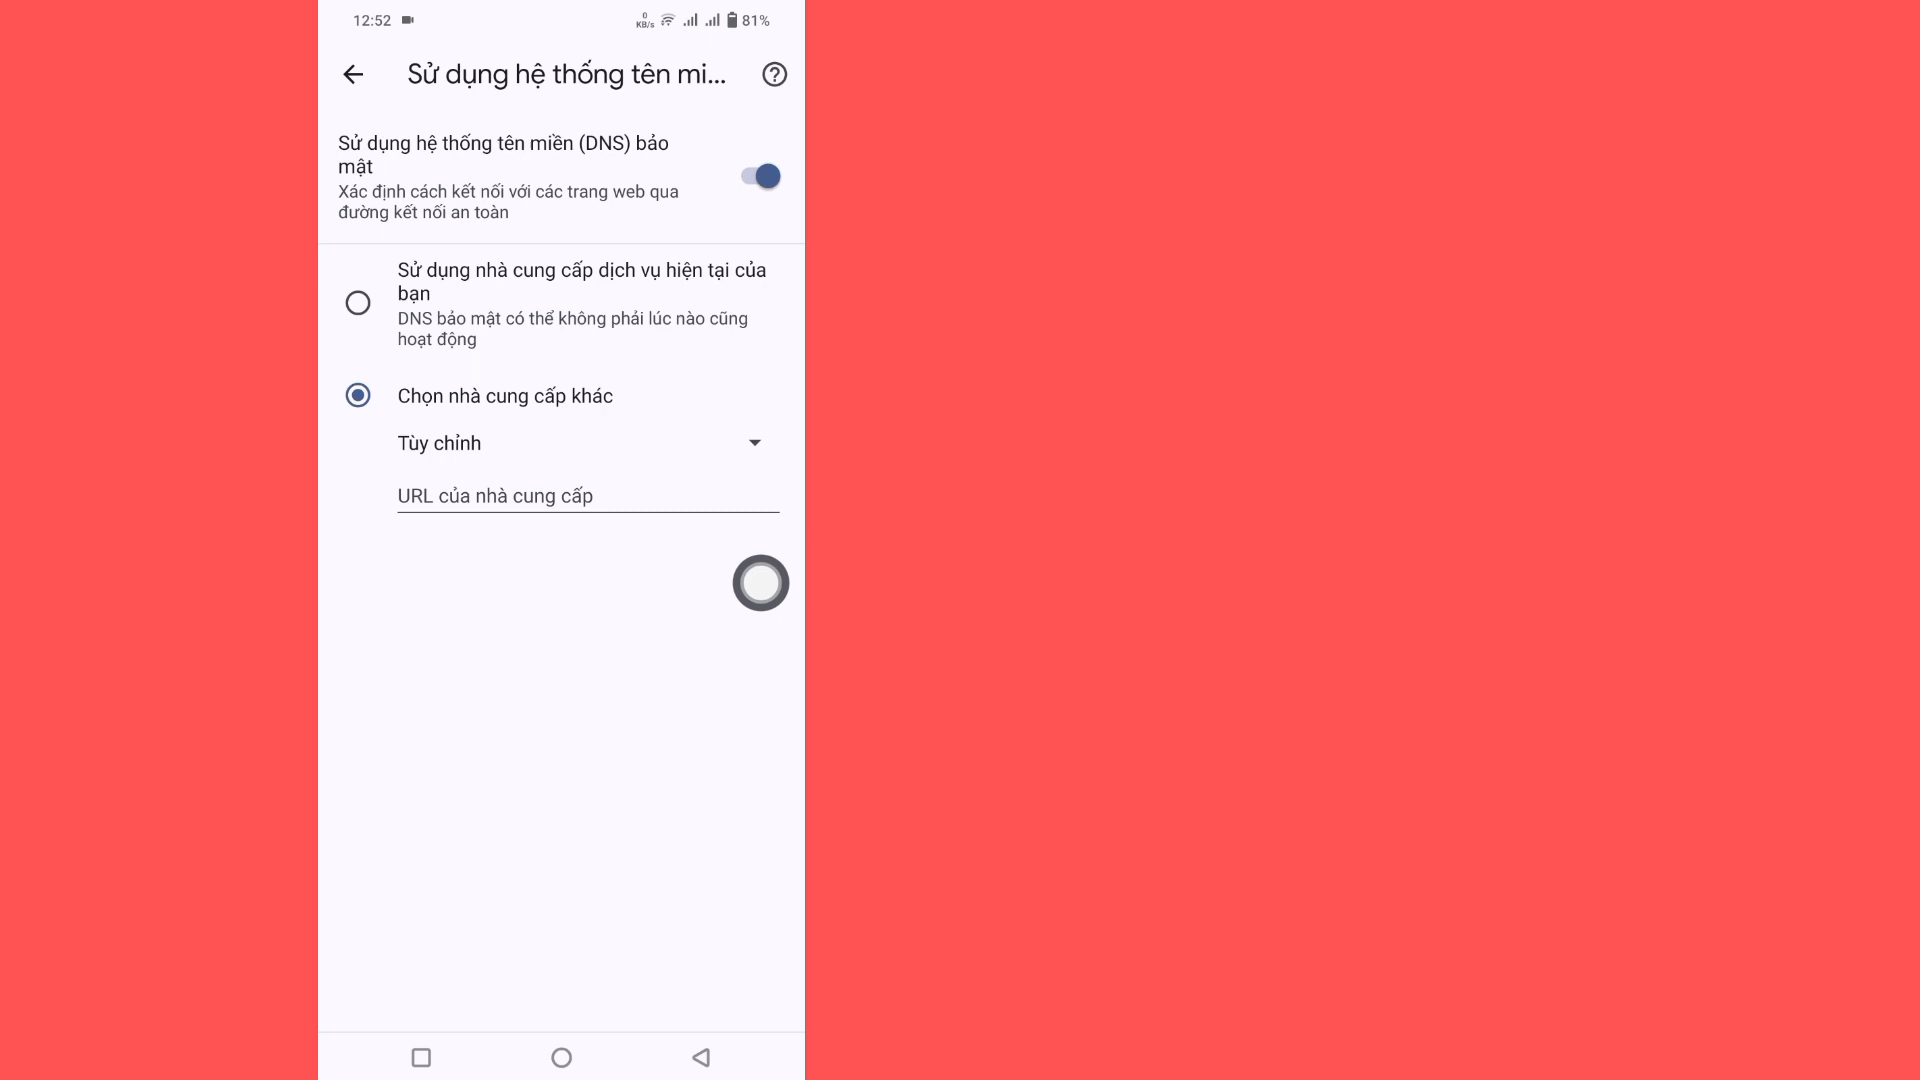 12:52
0
KB/s
81%
Sử dụng hệ thống tên mi...
Sử dụng hệ thống tên miền (DNS) bảo
mật
Xác định cách kết nối với các trang web qua
đường kết nối an toàn
Sử dụng nhà cung cấp dịch vụ hiện tại của
bạn
DNS bảo mật có thể không phải lúc nào cũng
hoạt động
Chọn nhà cung cấp khác
Tùy chỉnh
URL của nhà cung cấp